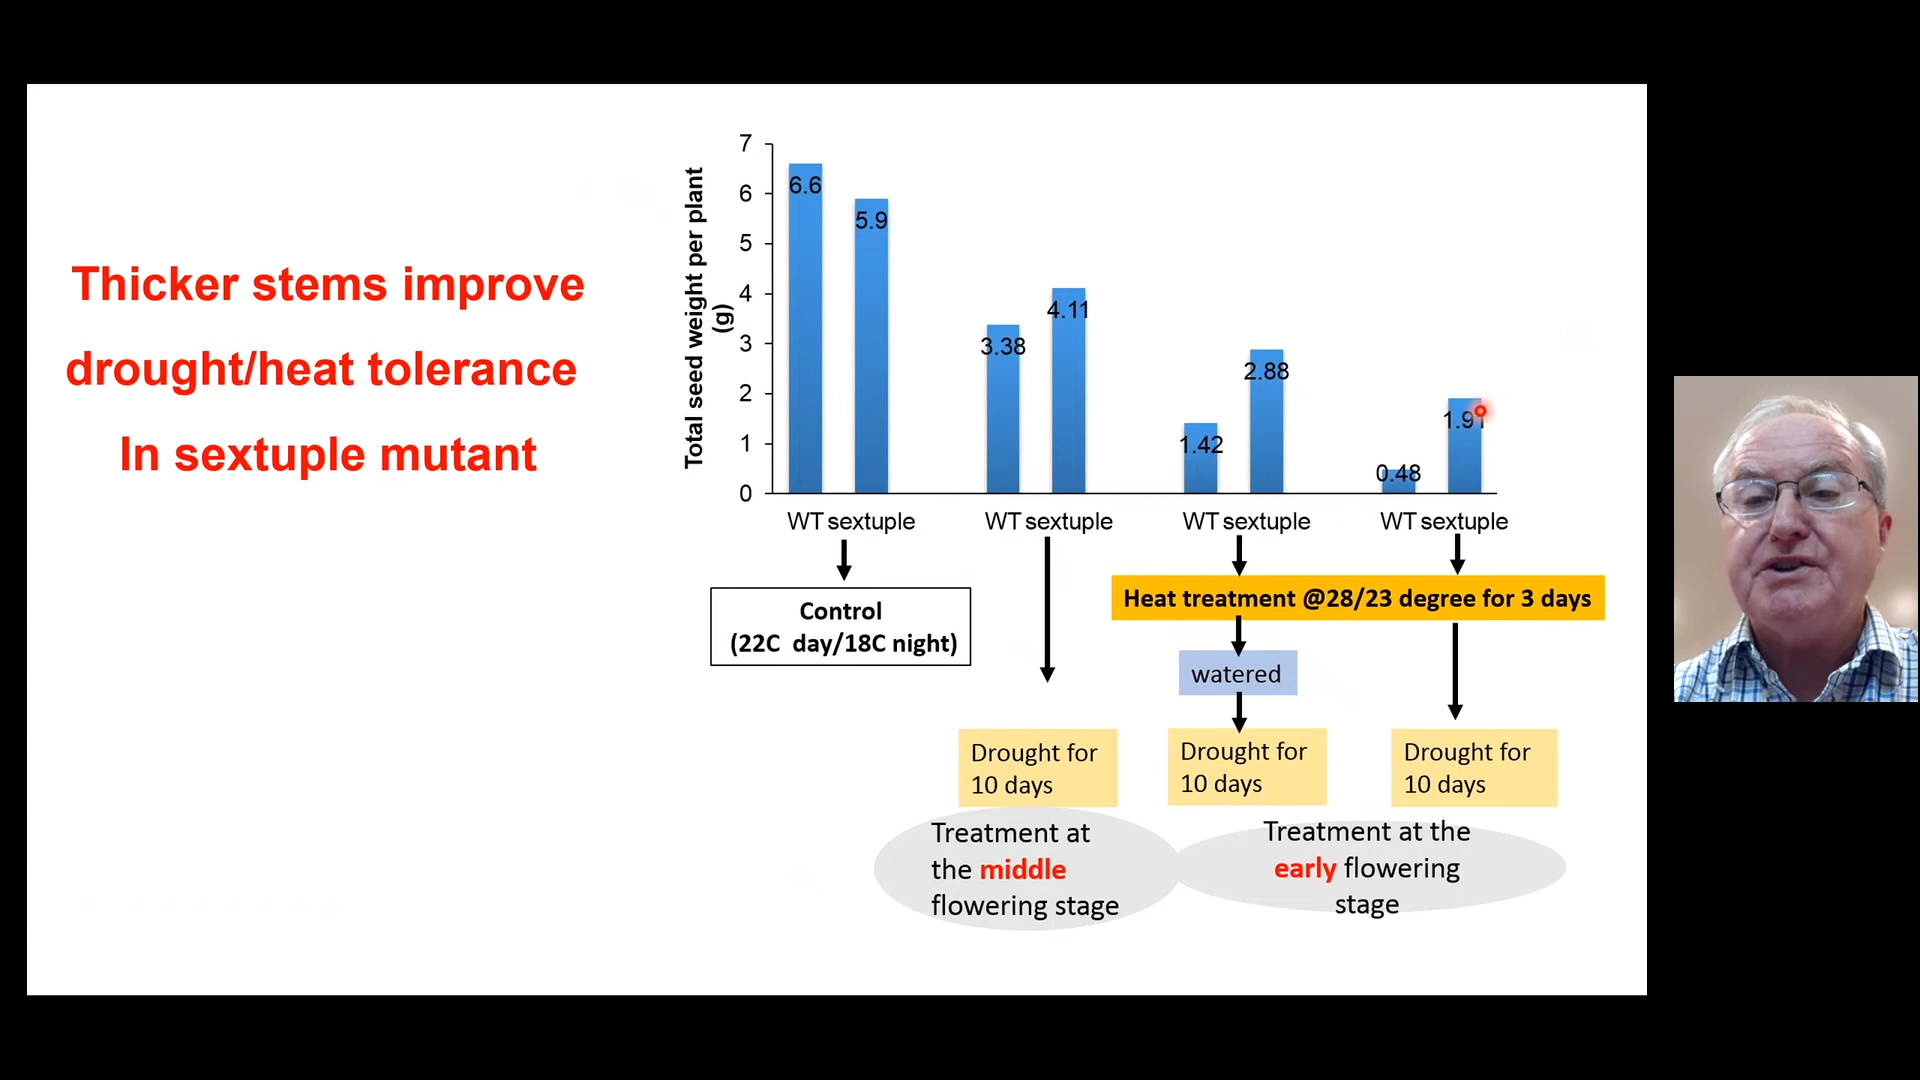 Thicker stems improve
drought/heat tolerance
In sextuple mutant
Total seed weight per plant
(g)
7
6
5
4
3
2
1
0
6.6
5.9
3.38
4.11
1.42
2.88
0.48
1.91
WT sextuple
WT sextuple
WT sextuple
WT sextuple
Control
(22C day/18C night)
Heat treatment @28/23 degree for 3 days
watered
Drought for
10 days
Drought for
10 days
Drought for
10 days
Treatment at
the middle
flowering stage
Treatment at the
early flowering
stage